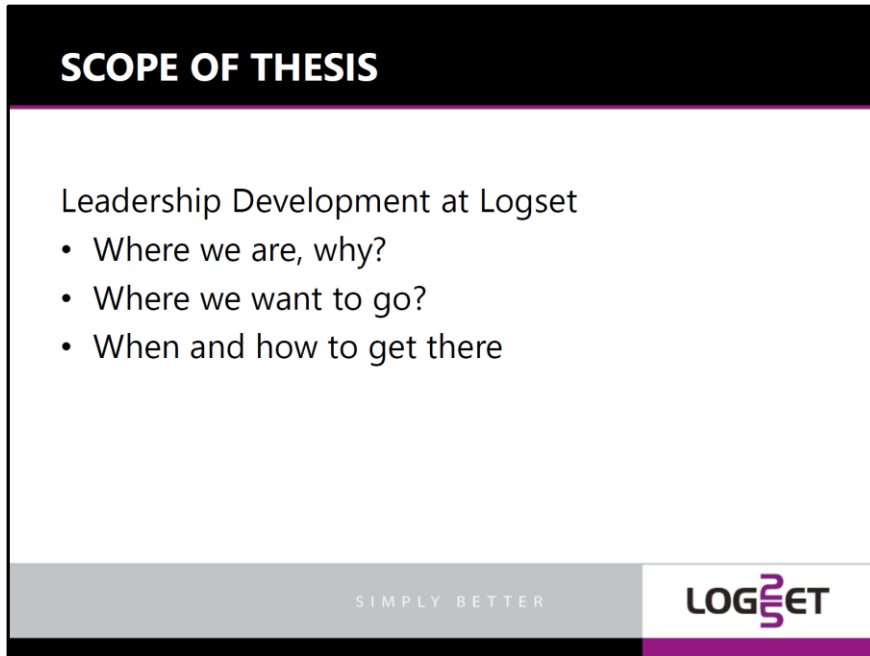 SCOPE OF THESIS
Leadership Development at Logset
• Where we are, why?
• Where we want to go?
• When and how to get there
SIMPLY BETTER
LOGSET